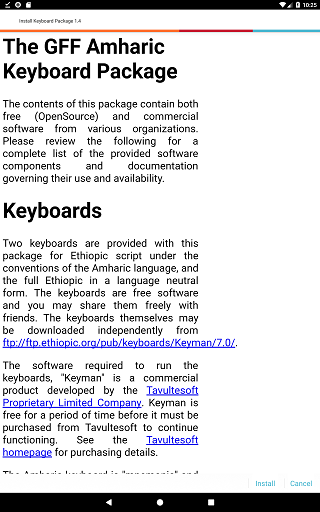 10:25
Install Keyboard Package 1.4
The GFF Amharic
Keyboard Package
The contents of this package contain both
free (OpenSource) and commercial
software from various organizations.
Please review the following for a
complete list of the provided software
components and documentation
governing their use and availability.
Keyboards
Two keyboards are provided with this
package for Ethiopic script under the
conventions of the Amharic language, and
the full Ethiopic in a language neutral
form. The keyboards are free software
and you may share them freely with
friends. The keyboards themselves may
be downloaded independently from
ftp://ftp.ethiopic.org/pub/keyboards/Keyman/7.0/.
The software required to run the
keyboards, "Keyman" is a commercial
product developed by the Tavultesoft
Proprietary Limited Company. Keyman is
free for a period of time before it must be
purchased from Tavultesoft to continue
functioning. See the Tavultesoft
homepage for purchasing details.
The Amharic keyboard is "mnemonic" and
Install Cancel